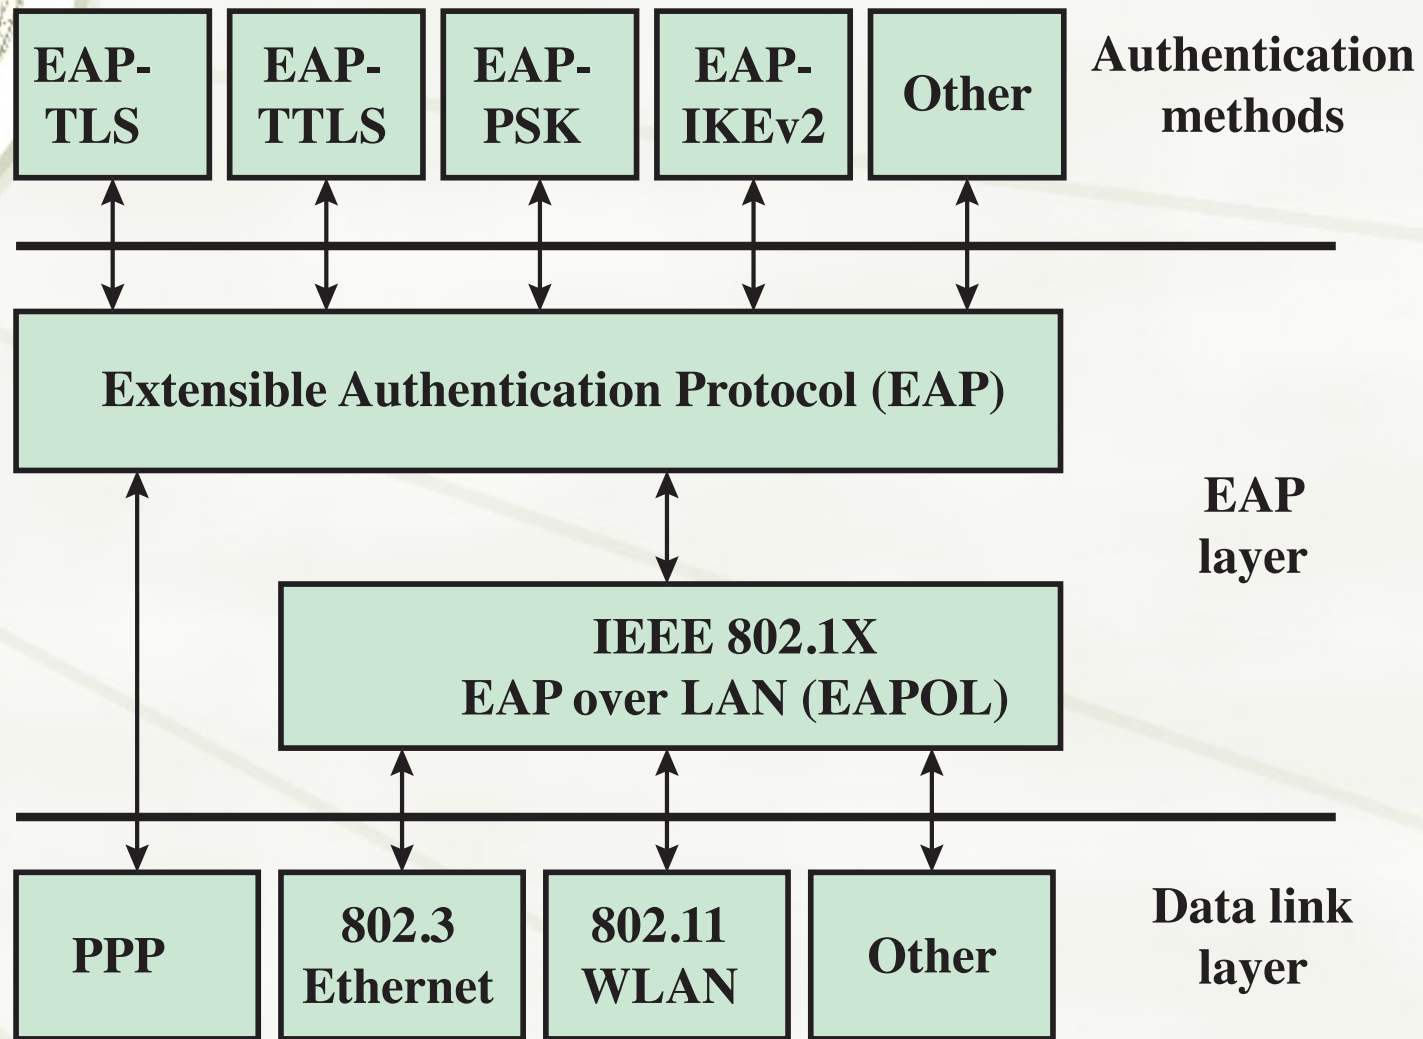 EAP-
TLS
EAP-
TTLS
EAP-
PSK
EAP-
IKEv2
Other
Authentication
methods
Extensible Authentication Protocol (EAP)
EAP
layer
IEEE 802.1X
EAP over LAN (EAPOL)
PPP
802.3
Ethernet
802.11
WLAN
Other
Data link
layer